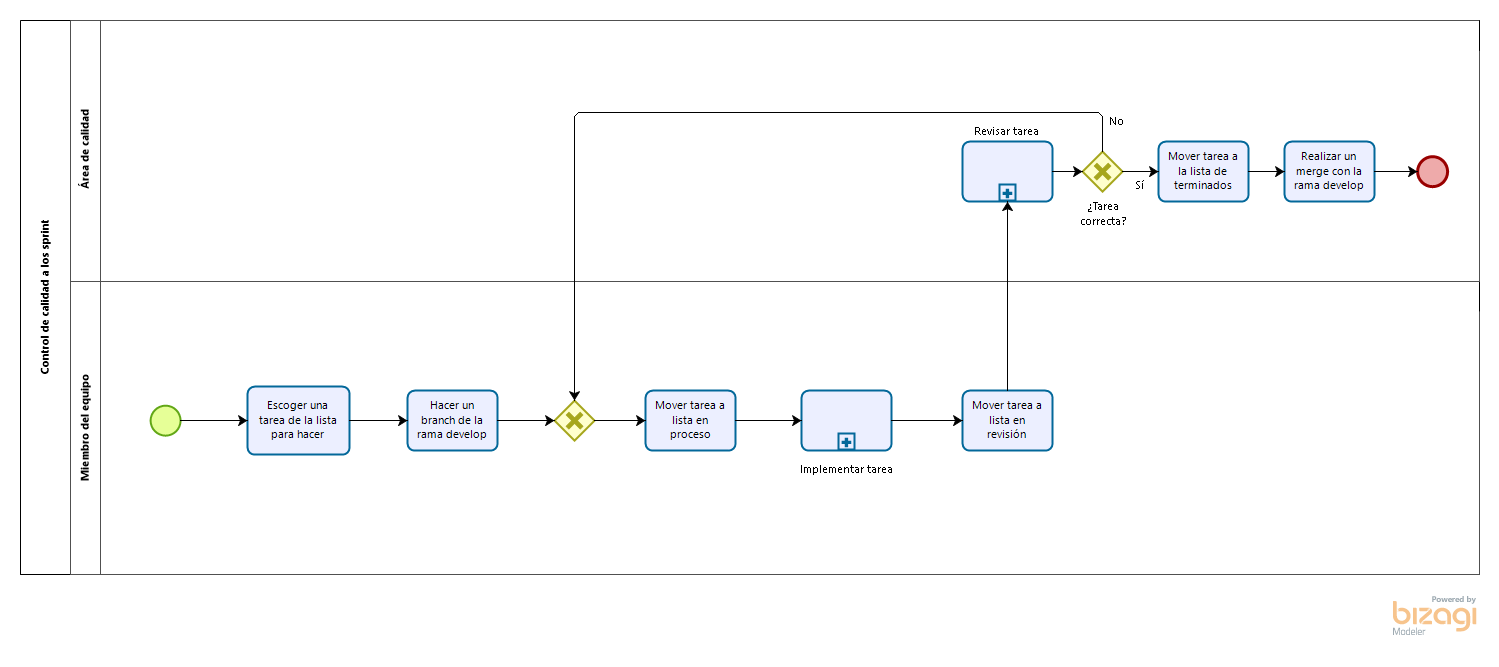 Control de calidad a los sprint
Área de calidad
No
Revisar tarea
¿Tarea
correcta?
Sí
Mover tarea a
la lista de
terminados
Realizar un
merge con la
rama develop
Miembro del equipo
Escoger una
tarea de la lista
para hacer
Hacer un
branch de la
rama develop
Mover tarea a
lista en
proceso
Implementar tarea
Mover tarea a
lista en
revisión
Powered by
bizagi
Modeler